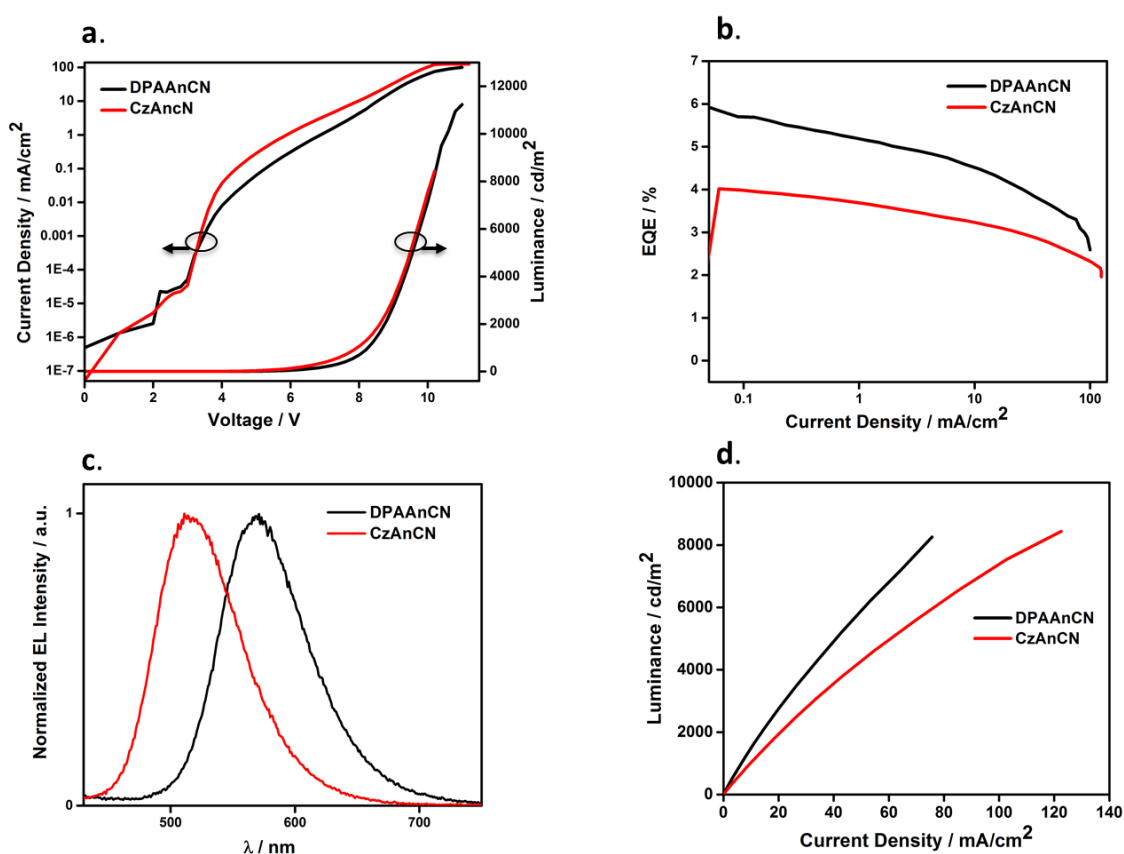 a.
Current Density / mA/cm2
100
10
1
0.1
0.01
0.001
1E-4
1E-5
1E-6
1E-7
DPAAnCN
CzAncN
12000
10000
8000
6000
4000
2000
0
Luminance / cd/m2
0
2
4
6
8
10
Voltage / V
b.
EQE / %
7
6
5
4
3
2
1
0
DPAAnCN
CzAnCN
0.1
1
10
100
Current Density / mA/cm2
c.
Normalized EL Intensity / a.u.
1
0
DPAAnCN
CzAnCN
500
600
700
λ / nm
d.
Luminance / cd/m2
10000
8000
6000
4000
2000
0
DPAAnCN
CzAnCN
0
20
40
60
80
100
120
140
Current Density / mA/cm2